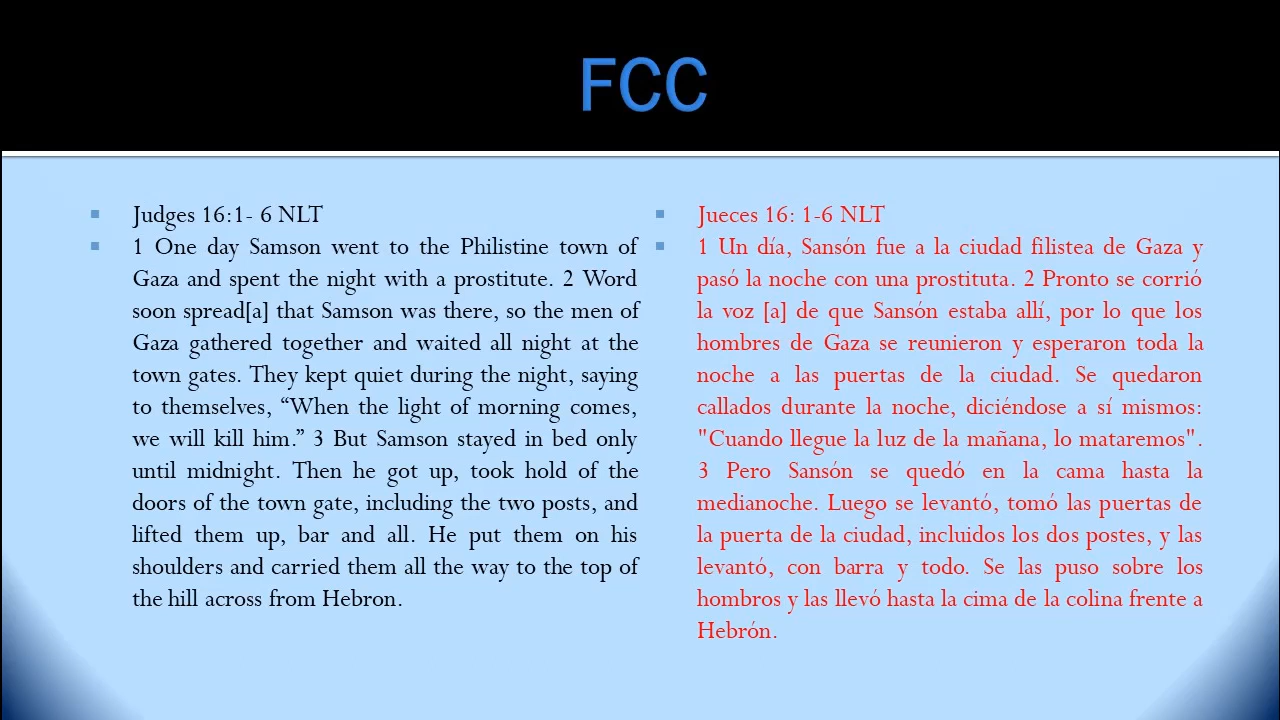 FCC
Judges 16:1- 6 NLT
1 One day Samson went to the Philistine town of
Gaza and spent the night with a prostitute. 2 Word
soon spread[a] that Samson was there, so the men of
Gaza gathered together and waited all night at the
town gates. They kept quiet during the night, saying
to themselves, “When the light of morning comes,
we will kill him.” 3 But Samson stayed in bed only
until midnight. Then he got up, took hold of the
doors of the town gate, including the two posts, and
lifted them up, bar and all. He put them on his
shoulders and carried them all the way to the top of
the hill across from Hebron.
Jueces 16: 1-6 NLT
1 Un día, Sansón fue a la ciudad filistea de Gaza y
pasó la noche con una prostituta. 2 Pronto se corrió
la voz [a] de que Sansón estaba allí, por lo que los
hombres de Gaza se reunieron y esperaron toda la
noche a las puertas de la ciudad. Se quedaron
callados durante la noche, diciéndose a sí mismos:
"Cuando llegue la luz de la mañana, lo mataremos".
3 Pero Sansón se quedó en la cama hasta la
medianoche. Luego se levantó, tomó las puertas de
la puerta de la ciudad, incluidos los dos postes, y las
levantó, con barra y todo. Se las puso sobre los
hombros y las llevó hasta la cima de la colina frente a
Hebrón.